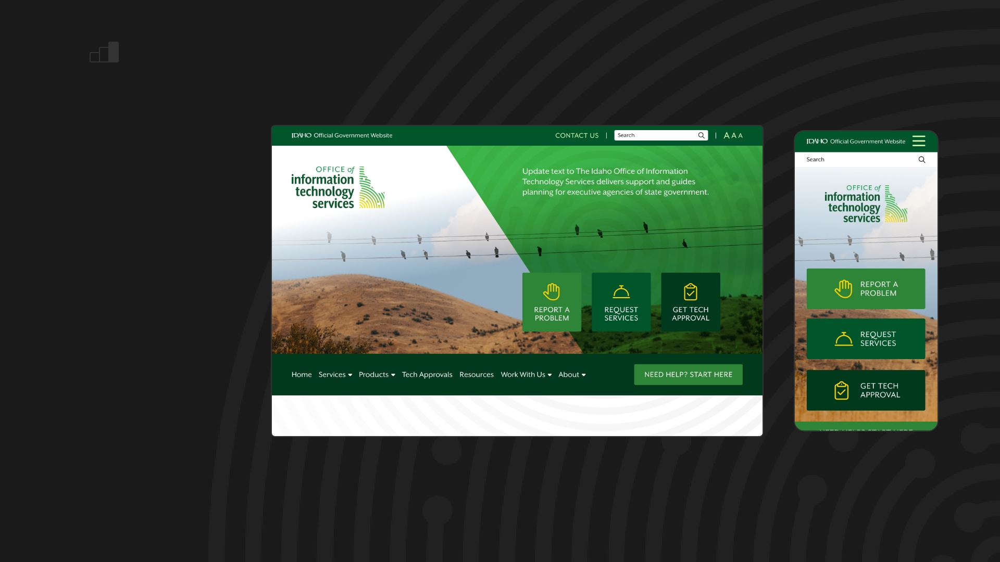 IDAHO Official Government Website
CONTACT US | Search | A A A
OFFICE of
information
technology
services
Update text to The Idaho Office of Information
Technology Services delivers support and guides
planning for executive agencies of state government.
REPORT A
PROBLEM
REQUEST
SERVICES
GET TECH
APPROVAL
Home Services Products Tech Approvals Resources Work With Us About
NEED HELP? START HERE
IDAHO Official Government Website
Search
OFFICE of
information
technology
services
REPORT A
PROBLEM
REQUEST
SERVICES
GET TECH
APPROVAL